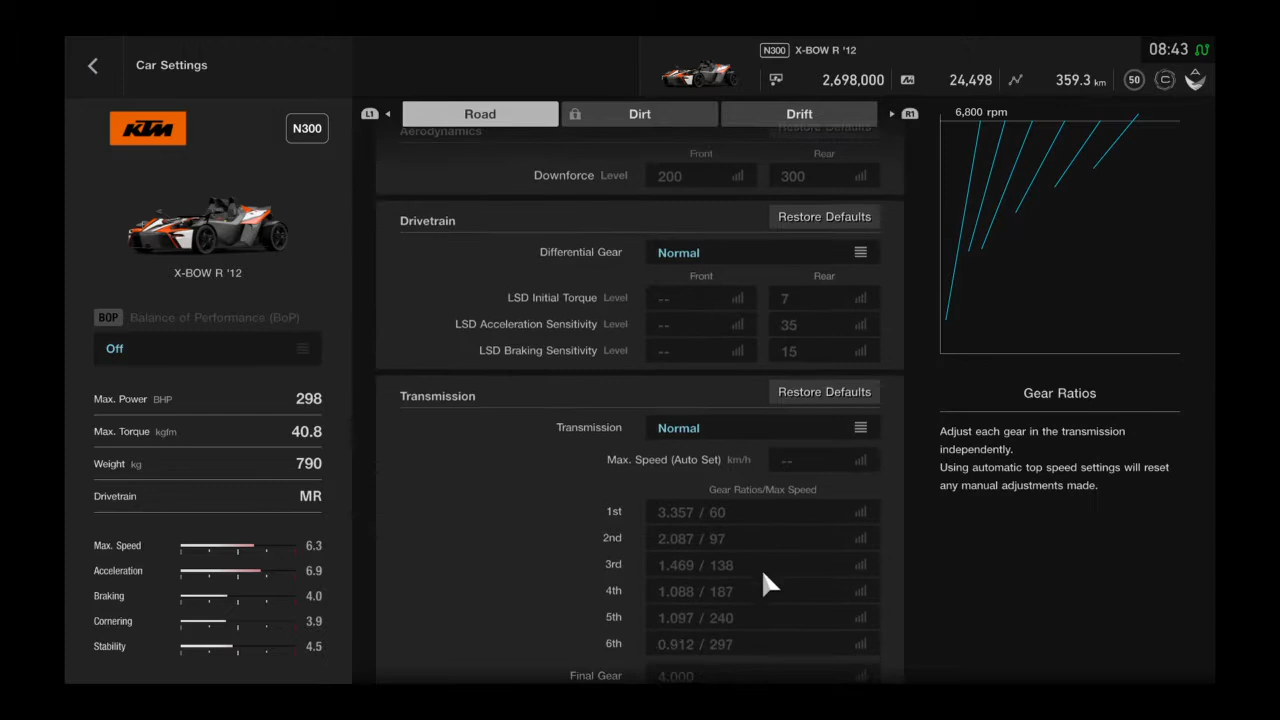 Car Settings
N300 X-BOW R '12
08:43
2,698,000
24,498
359.3 km
50
C
KTM
N300
X-BOW R '12
BOP Balance of Performance (BoP)
Off
Max. Power BHP 298
Max. Torque kgfm 40.8
Weight kg 790
Drivetrain MR
Max. Speed 6.3
Acceleration 6.9
Braking 4.0
Cornering 3.9
Stability 4.5
L1 Road Dirt Drift R1
Aerodynamics Restore Defaults
Front Rear
Downforce Level 200 300
Drivetrain Restore Defaults
Differential Gear Normal
Front Rear
LSD Initial Torque Level -- 7
LSD Acceleration Sensitivity Level -- 35
LSD Braking Sensitivity Level -- 15
Transmission Restore Defaults
Transmission Normal
Max. Speed (Auto Set) km/h --
Gear Ratios/Max Speed
1st 3.357 / 60
2nd 2.087 / 97
3rd 1.469 / 138
4th 1.088 / 187
5th 1.097 / 240
6th 0.912 / 297
Final Gear 4.000
6,800 rpm
Gear Ratios
Adjust each gear in the transmission
independently.
Using automatic top speed settings will reset
any manual adjustments made.